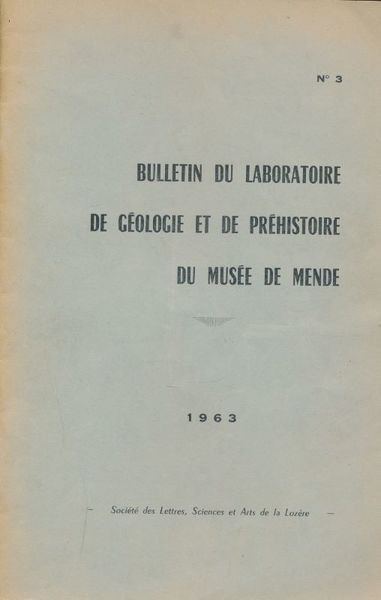 N° 3
BULLETIN DU LABORATOIRE
DE GÉOLOGIE ET DE PRÉHISTOIRE
DU MUSÉE DE MENDE
1963
— Société des Lettres, Sciences et Arts de la Lozère —